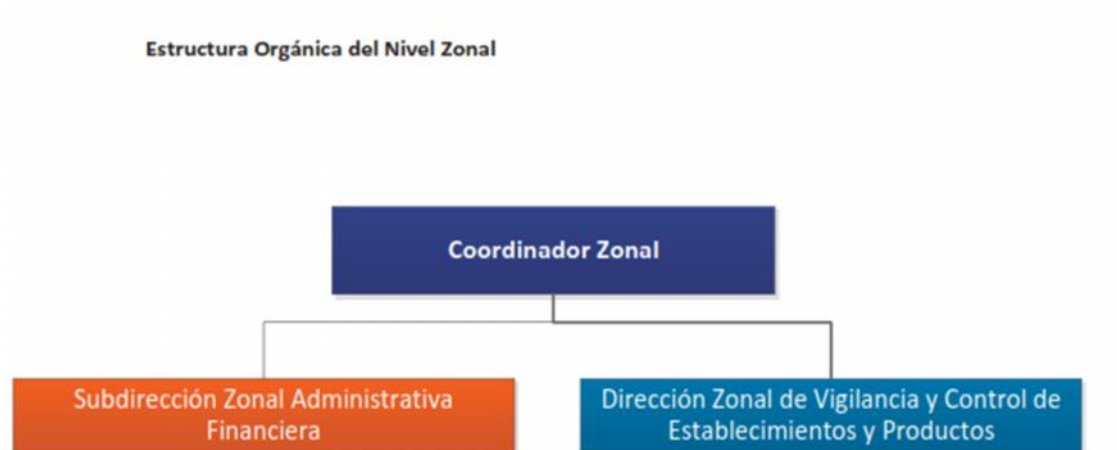 Estructura Orgánica del Nivel Zonal
Coordinador Zonal
Subdirección Zonal Administrativa
Financiera
Dirección Zonal de Vigilancia y Control de
Establecimientos y Productos